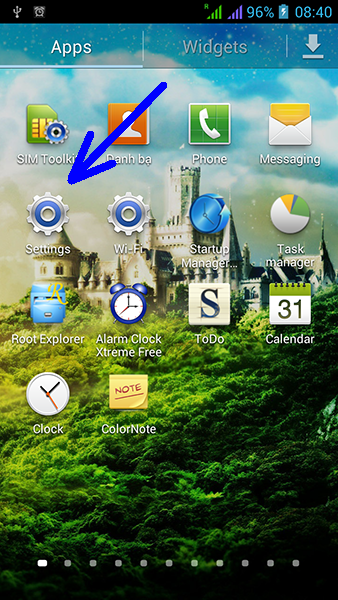 R 96% 08:40
Apps Widgets
SIM Toolkit Danh bạ Phone Messaging
Settings Wi-Fi Startup Manager... Task manager
R
S
31
Root Explorer Alarm Clock Xtreme Free ToDo Calendar
NOTE
Clock ColorNote